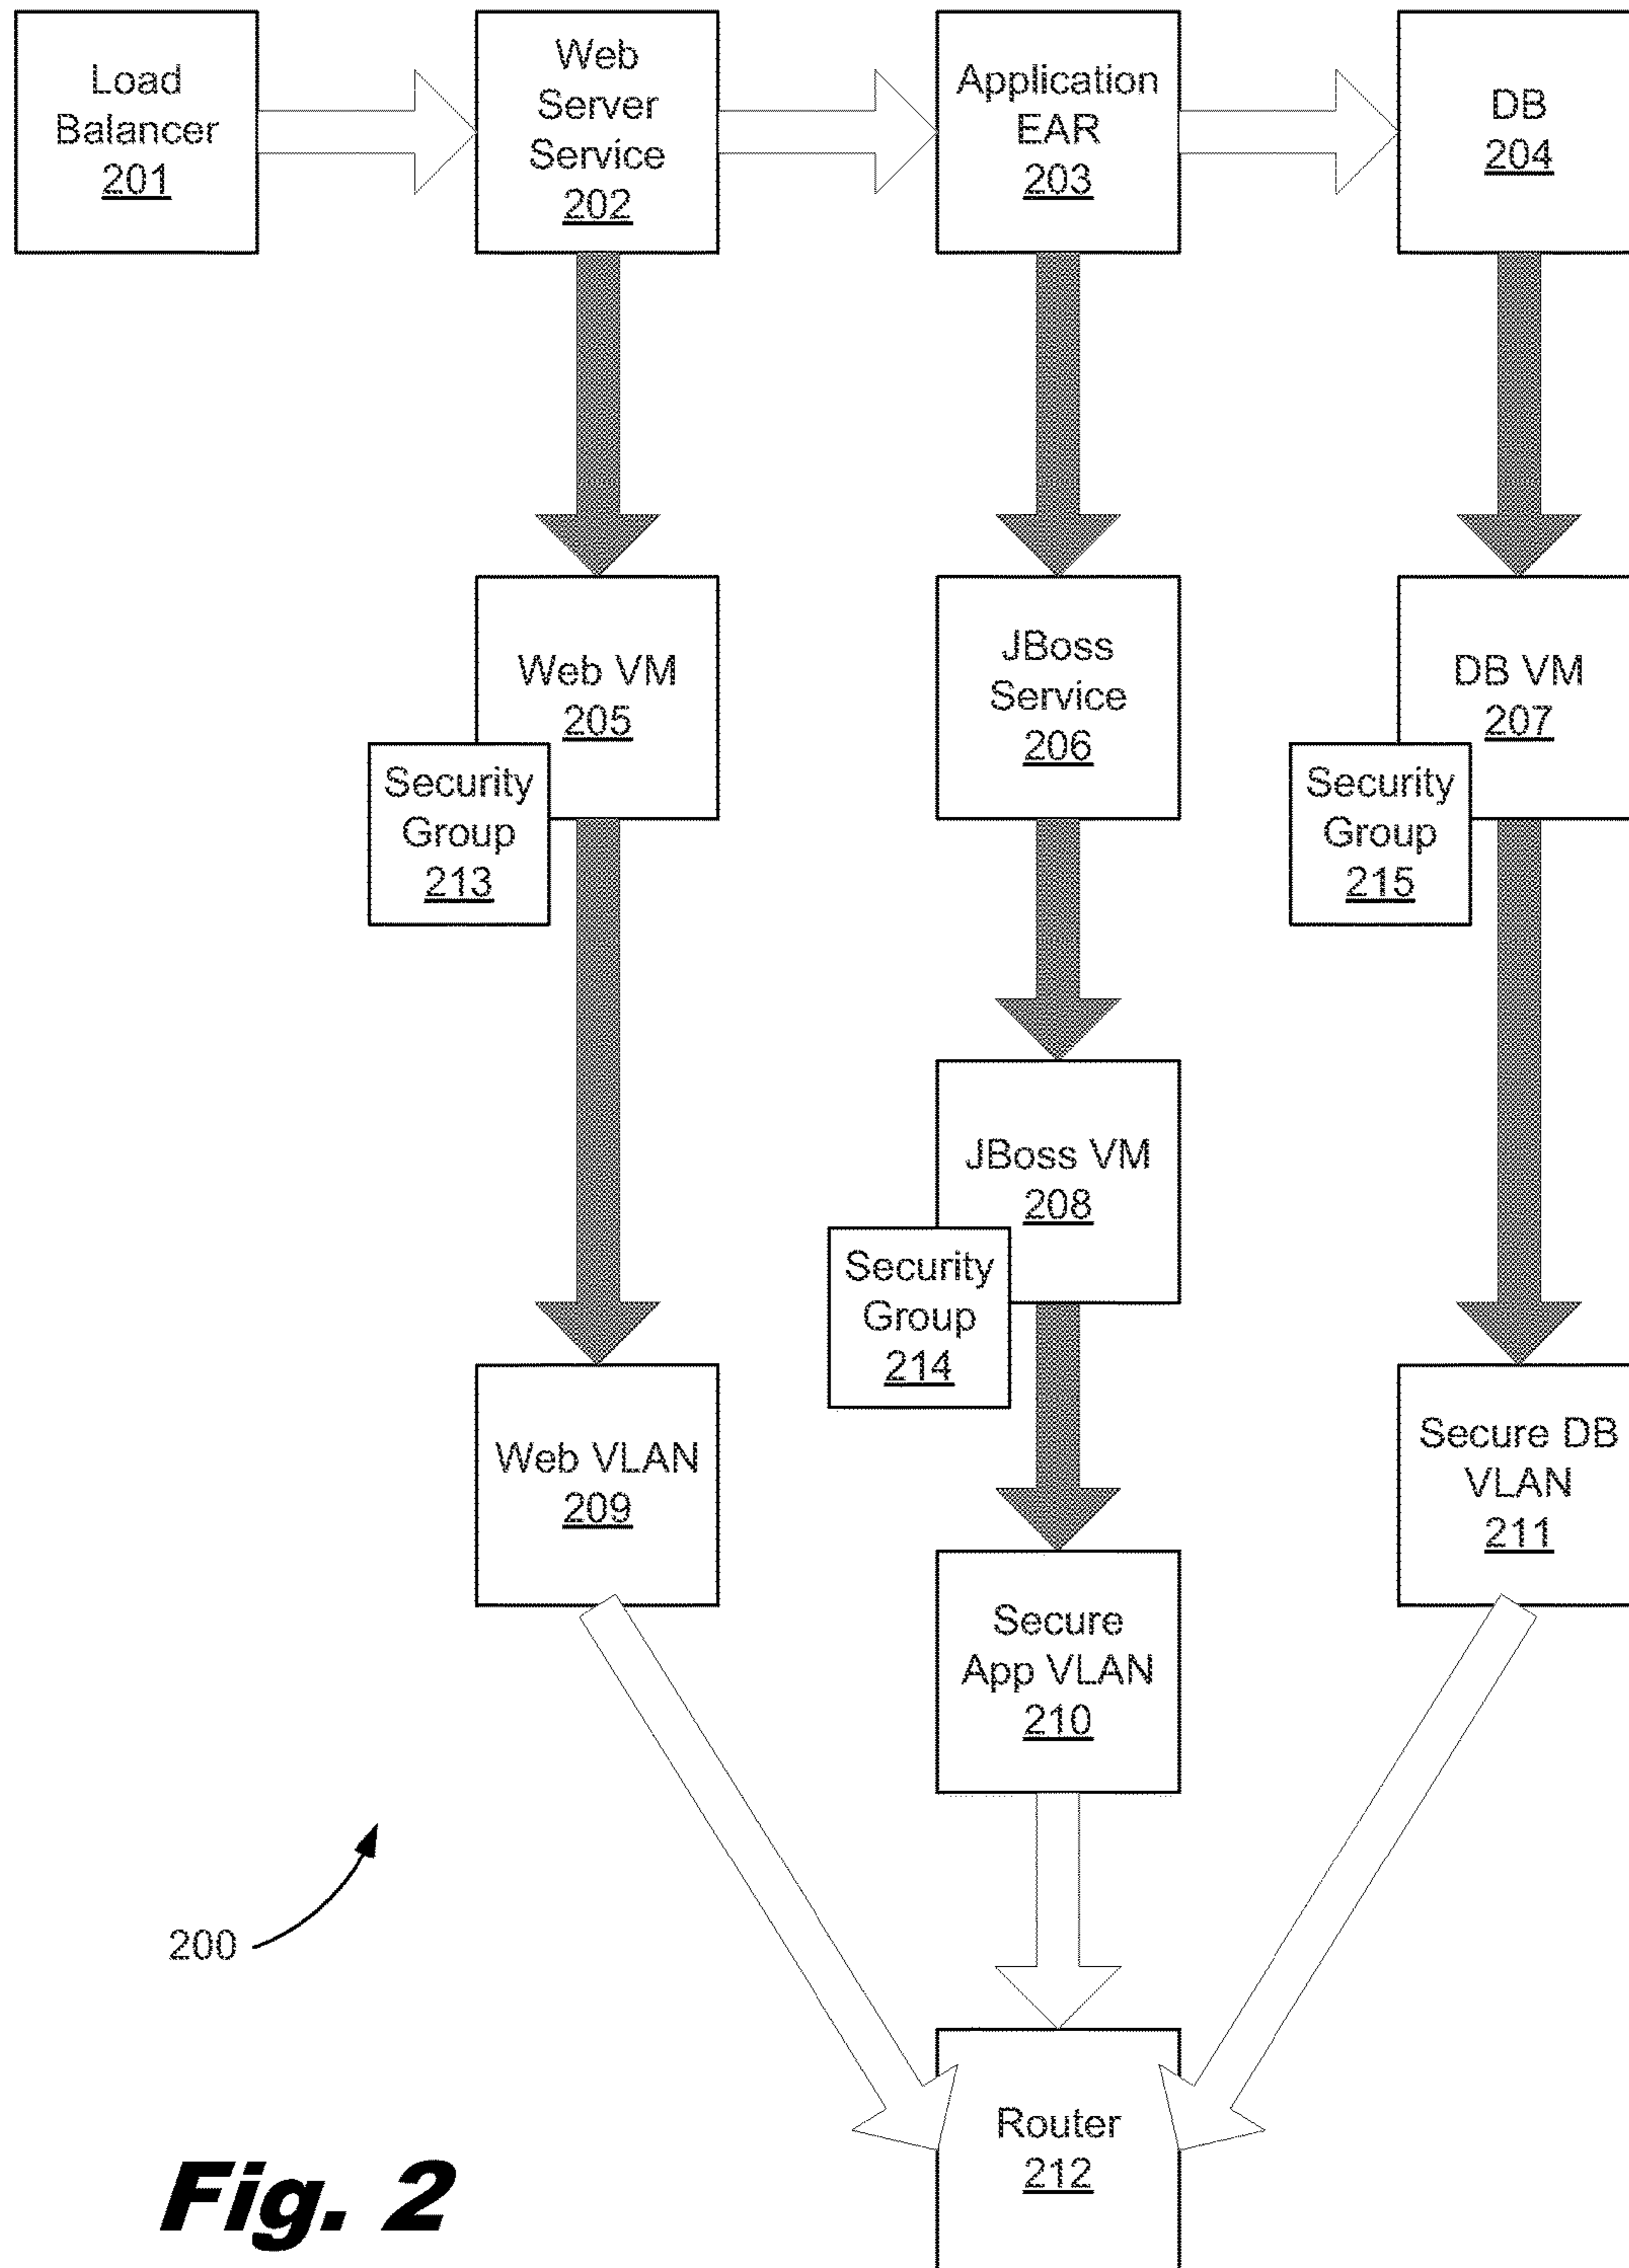 Load
Balancer
201
Web
Server
Service
202
Application
EAR
203
DB
204
Web VM
205
Security
Group
213
JBoss
Service
206
DB VM
207
Security
Group
215
JBoss VM
208
Security
Group
214
Web VLAN
209
Secure DB
VLAN
211
Secure
App VLAN
210
200
Router
212
Fig. 2